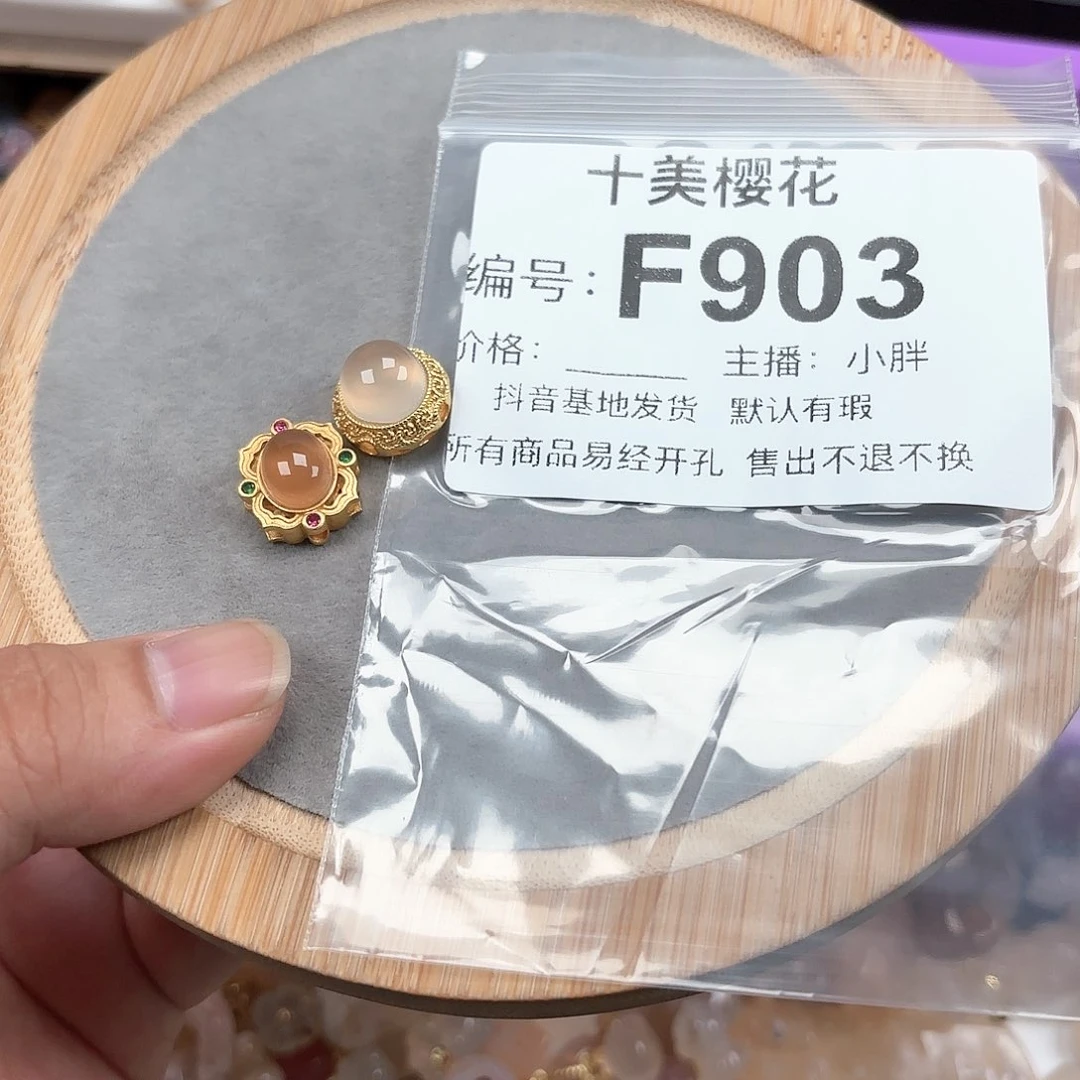 十美樱花
编号：F903
价格：______ 主播：小胖
抖音基地发货 默认有瑕
所有商品易经开孔 售出不退不换